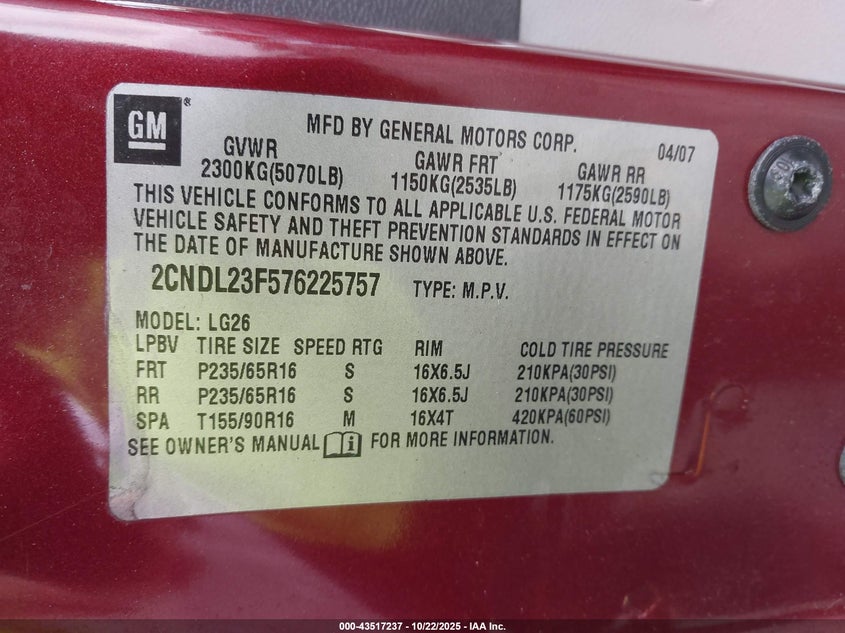 GM ®
MFD BY GENERAL MOTORS CORP. 04/07
GVWR GAWR FRT GAWR RR
2300KG(5070LB) 1150KG(2535LB) 1175KG(2590LB)
THIS VEHICLE CONFORMS TO ALL APPLICABLE U.S. FEDERAL MOTOR
VEHICLE SAFETY AND THEFT PREVENTION STANDARDS IN EFFECT ON
THE DATE OF MANUFACTURE SHOWN ABOVE.
2CNDL23F576225757 TYPE: M.P.V.
MODEL: LG26
LPBV TIRE SIZE SPEED RTG RIM COLD TIRE PRESSURE
FRT P235/65R16 S 16X6.5J 210KPA(30PSI)
RR P235/65R16 S 16X6.5J 210KPA(30PSI)
SPA T155/90R16 M 16X4T 420KPA(60PSI)
SEE OWNER'S MANUAL i FOR MORE INFORMATION.
000-43517237 - 10/22/2025 - IAA Inc.